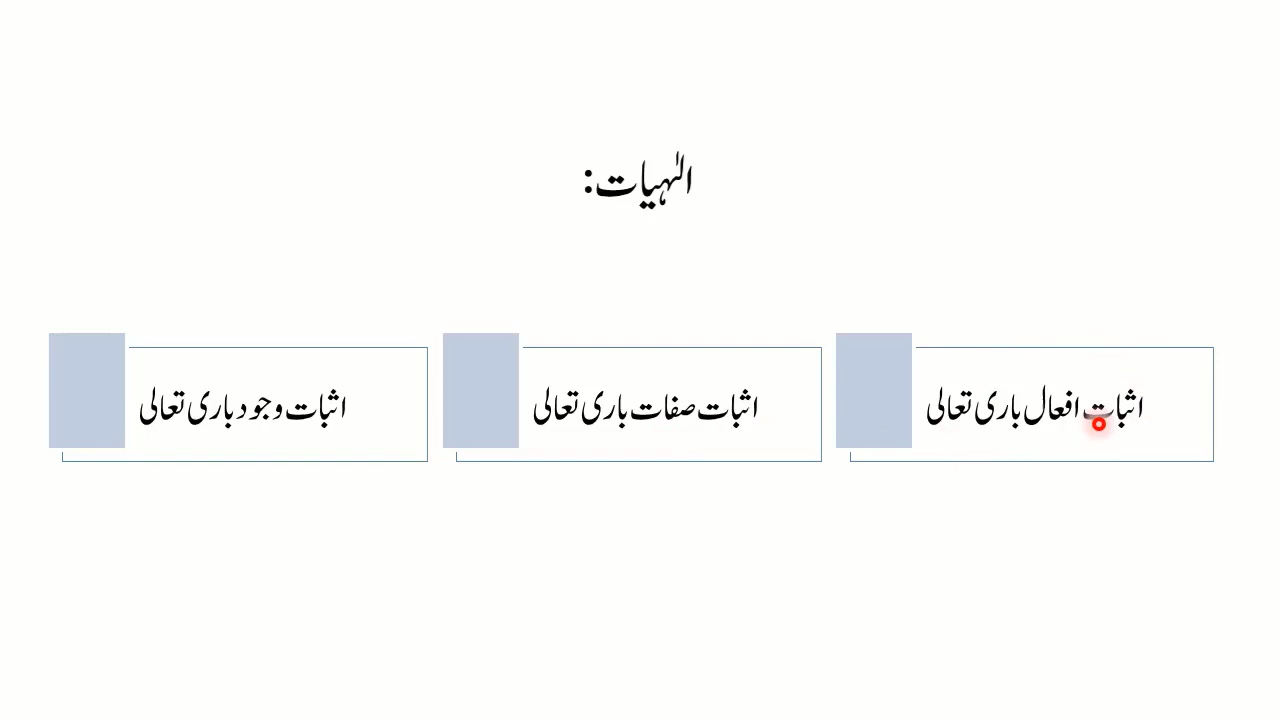 الٰہیات:
اثبات افعال باری تعالی
اثبات صفات باری تعالی
اثبات وجود باری تعالی